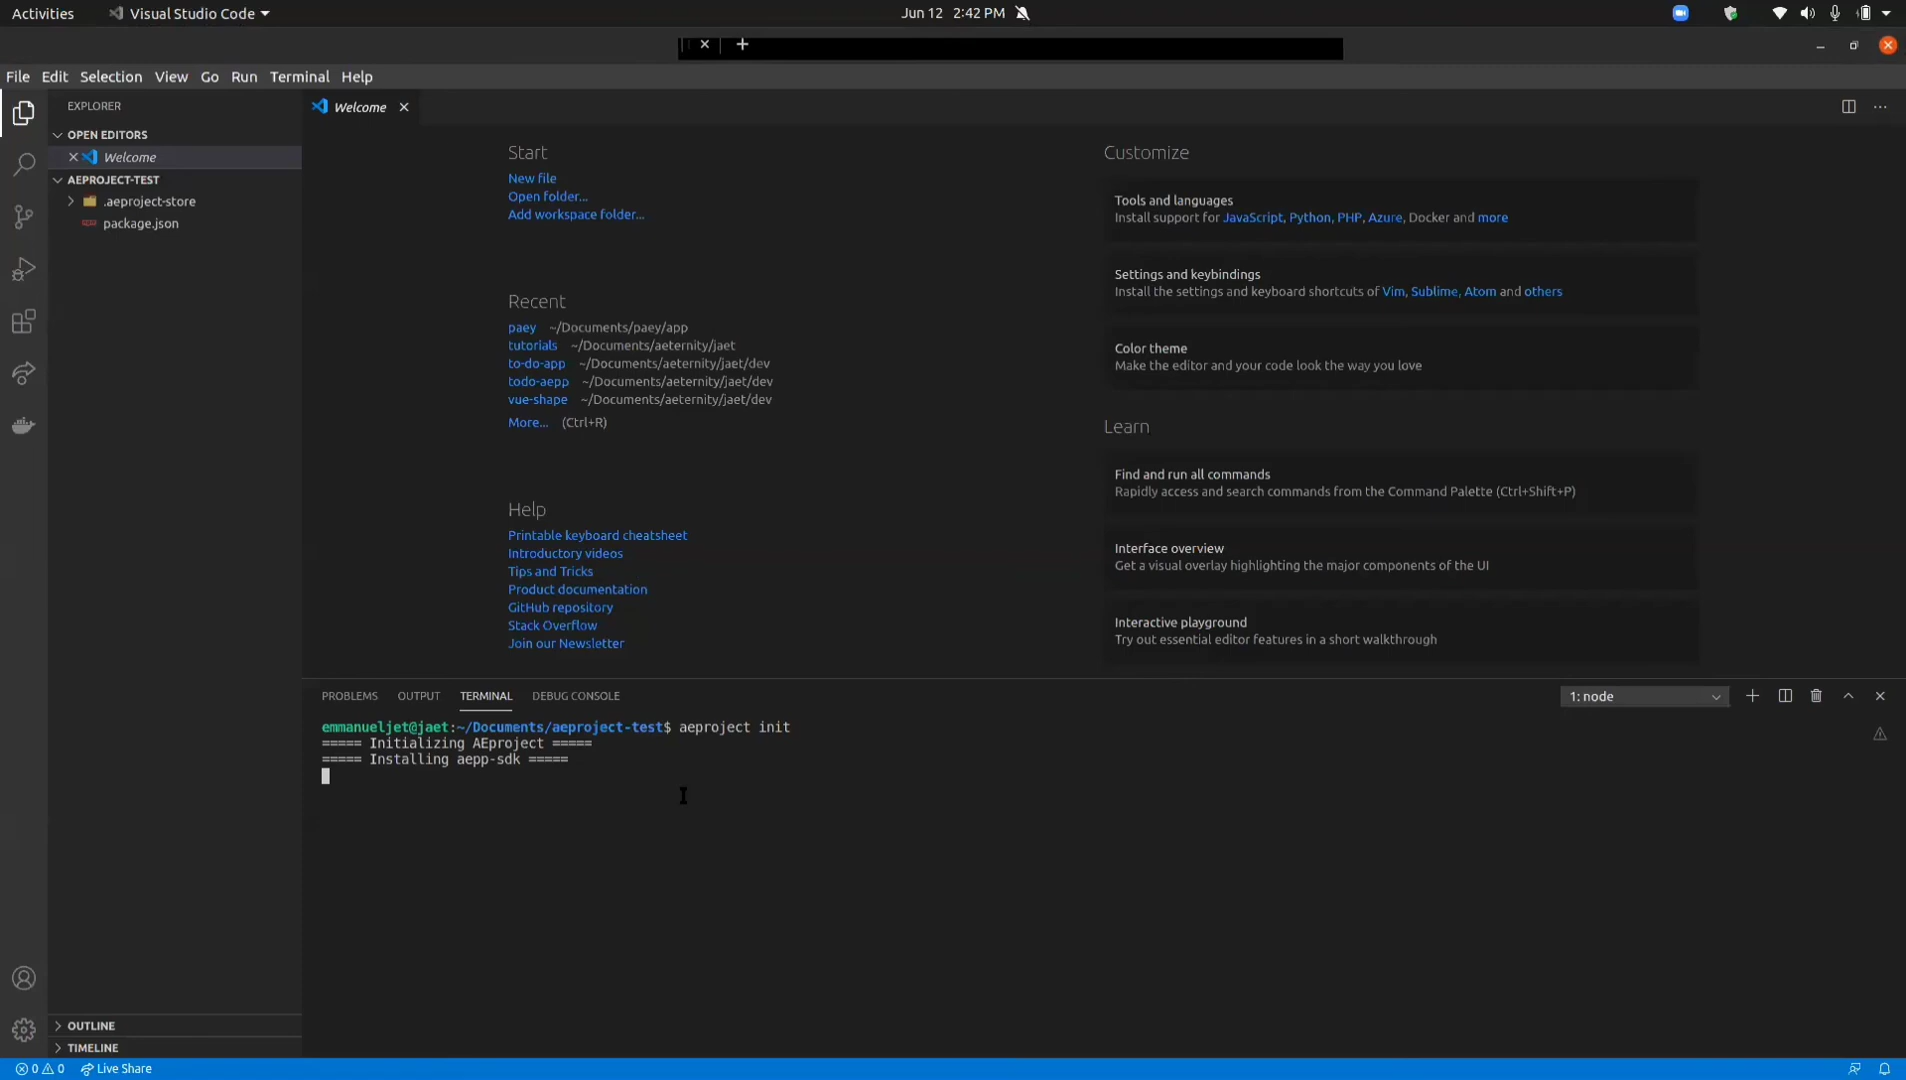 Activities
Visual Studio Code
Jun 12 2:42 PM
File Edit Selection View Go Run Terminal Help
EXPLORER
OPEN EDITORS
Welcome
AEPROJECT-TEST
.aeproject-store
package.json
OUTLINE
TIMELINE
Welcome
Start
New file
Open folder...
Add workspace folder...
Recent
paey ~/Documents/paey/app
tutorials ~/Documents/aeternity/jaet
to-do-app ~/Documents/aeternity/jaet/dev
todo-aepp ~/Documents/aeternity/jaet/dev
vue-shape ~/Documents/aeternity/jaet/dev
More... (Ctrl+R)
Help
Printable keyboard cheatsheet
Introductory videos
Tips and Tricks
Product documentation
GitHub repository
Stack Overflow
Join our Newsletter
Customize
Tools and languages
Install support for JavaScript, Python, PHP, Azure, Docker and more
Settings and keybindings
Install the settings and keyboard shortcuts of Vim, Sublime, Atom and others
Color theme
Make the editor and your code look the way you love
Learn
Find and run all commands
Rapidly access and search commands from the Command Palette (Ctrl+Shift+P)
Interface overview
Get a visual overlay highlighting the major components of the UI
Interactive playground
Try out essential editor features in a short walkthrough
PROBLEMS OUTPUT TERMINAL DEBUG CONSOLE
1: node
emmanueljet@jaet:~/Documents/aeproject-test$ aeproject init
===== Initializing AEproject =====
===== Installing aepp-sdk =====
0 0 Live Share